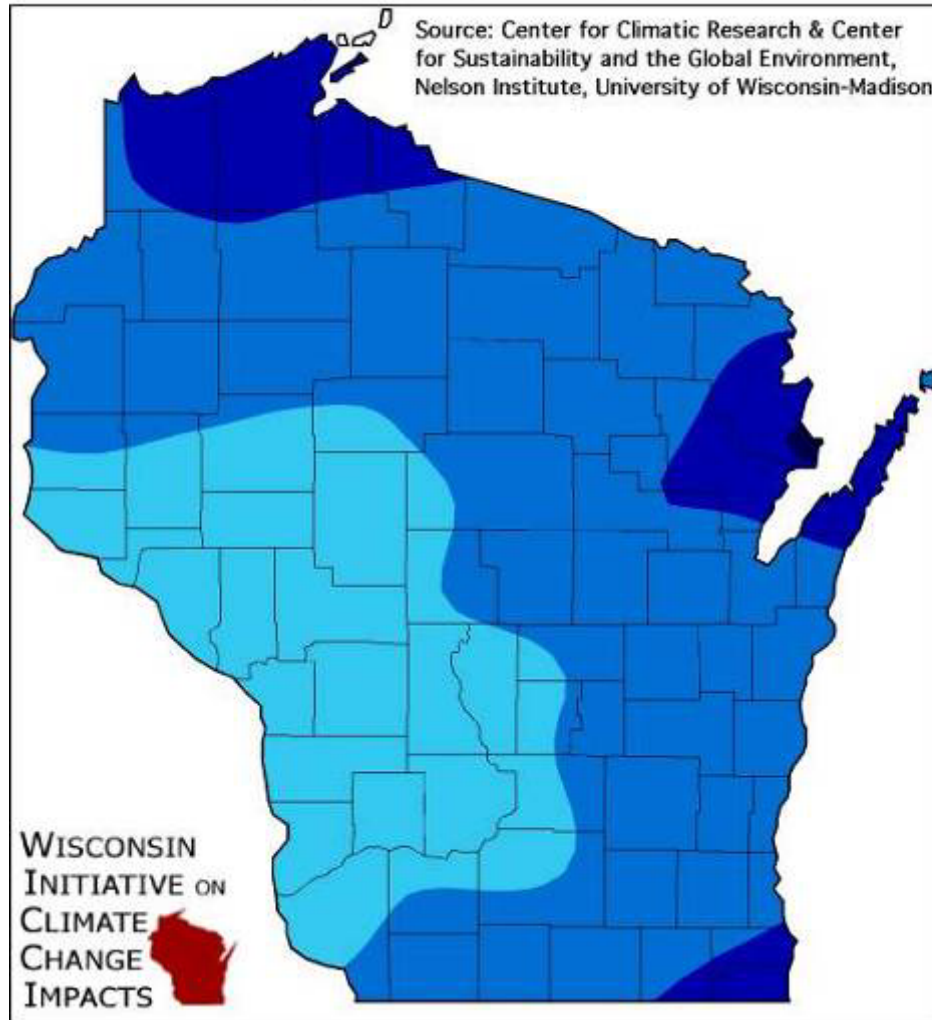 Source: Center for Climatic Research & Center
for Sustainability and the Global Environment,
Nelson Institute, University of Wisconsin-Madison
WISCONSIN
INITIATIVE ON
CLIMATE
CHANGE
IMPACTS